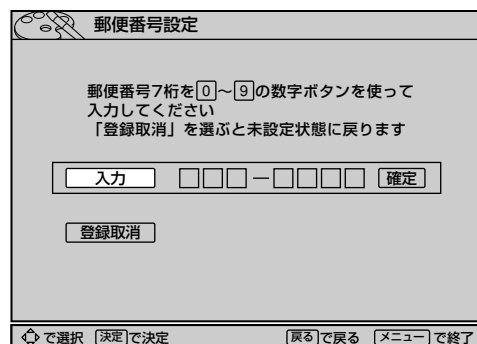 郵便番号設定
郵便番号7桁を0~9の数字ボタンを使って
入力してください
「登録取消」を選ぶと未設定状態に戻ります
入力 □□□-□□□□ 確定
登録取消
で選択 決定で決定 戻るで戻る メニューで終了